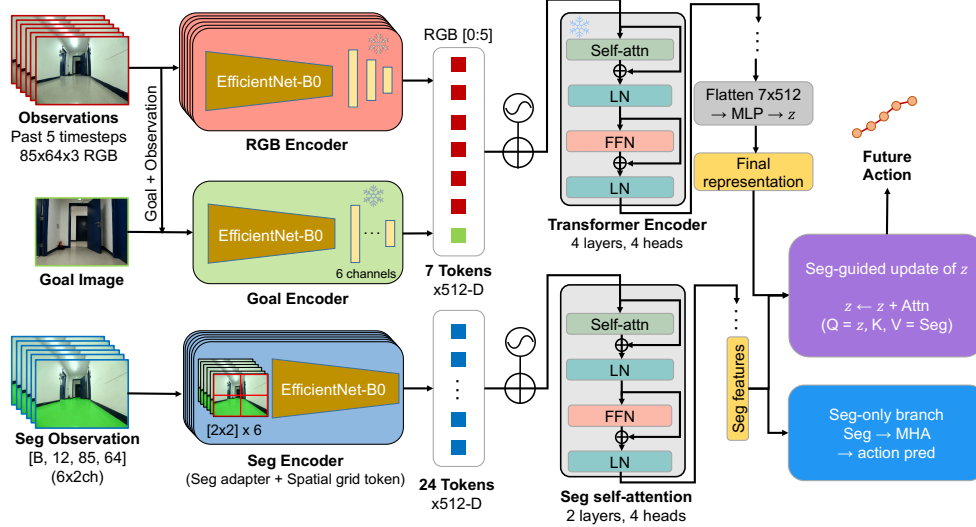 Observations
Past 5 timesteps
85x64x3 RGB
Goal + Observation
Goal Image
EfficientNet-B0
RGB Encoder
EfficientNet-B0
6 channels
Goal Encoder
RGB [0:5]
7 Tokens
x512-D
Self-attn
LN
FFN
LN
Transformer Encoder
4 layers, 4 heads
Flatten 7x512
→ MLP → z
Final
representation
Future
Action
Seg-guided update of z
z ← z + Attn
(Q = z, K, V = Seg)
Seg Observation
[B, 12, 85, 64]
(6x2ch)
EfficientNet-B0
[2x2] x 6
Seg Encoder
(Seg adapter + Spatial grid token)
24 Tokens
x512-D
Self-attn
LN
FFN
LN
Seg self-attention
2 layers, 4 heads
Seg features
Seg-only branch
Seg → MHA
→ action pred